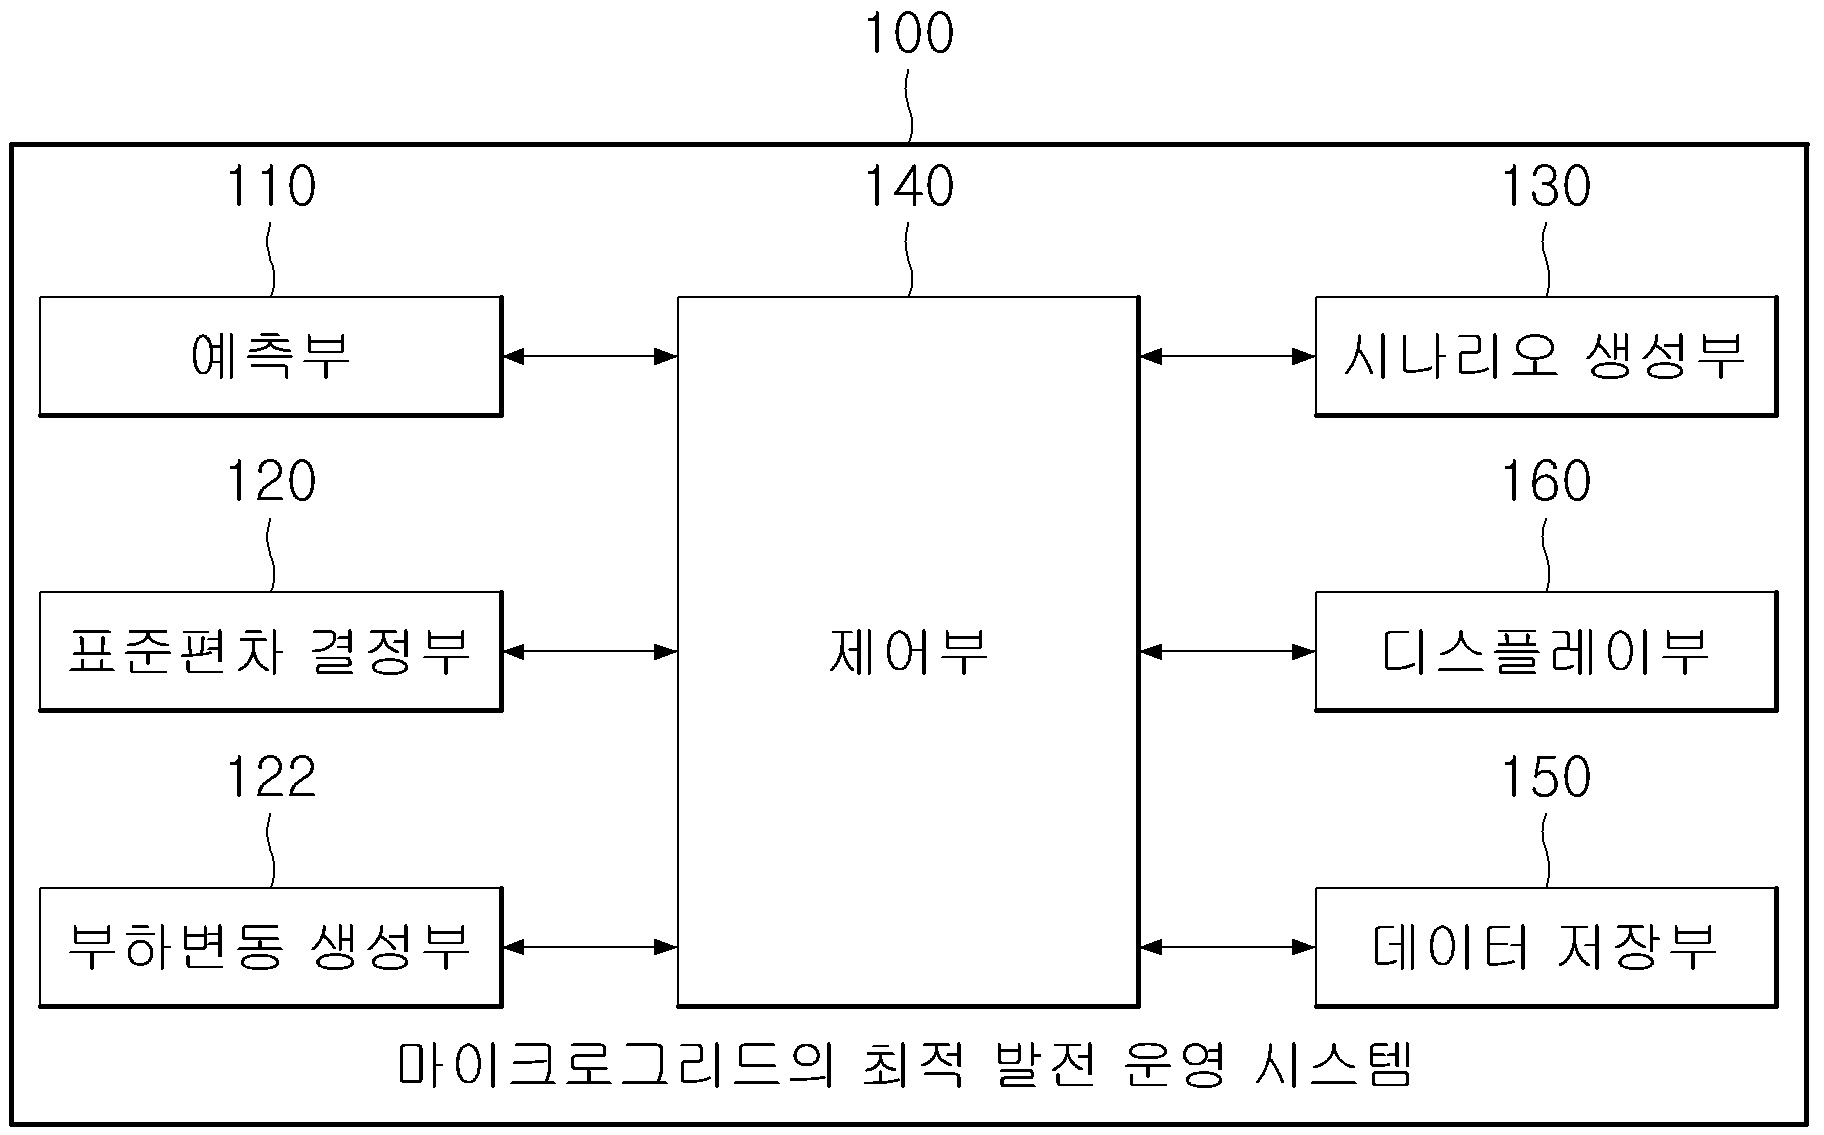 100
110
140
130
예측부
시나리오 생성부
120
160
표준편차 결정부
제어부
디스플레이부
122
150
부하변동 생성부
데이터 저장부
마이크로그리드의 최적 발전 운영 시스템